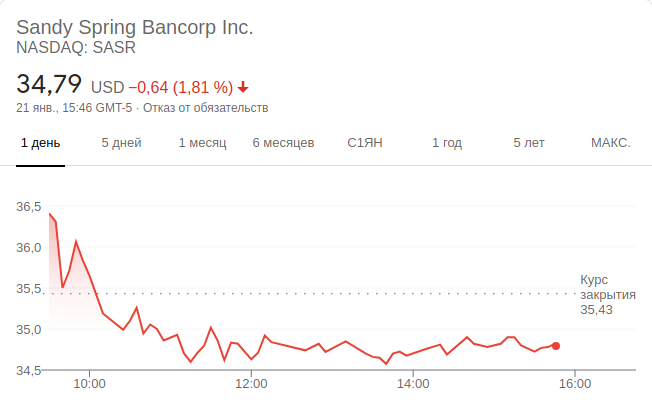 Sandy Spring Bancorp Inc.
NASDAQ: SASR
34,79 USD −0,64 (1,81 %)
21 янв., 15:46 GMT-5 · Отказ от обязательств
1 день 5 дней 1 месяц 6 месяцев С1ЯН 1 год 5 лет МАКС.
36,5
36,0
35,5
35,0
34,5
Курс
закрытия
35,43
10:00 12:00 14:00 16:00